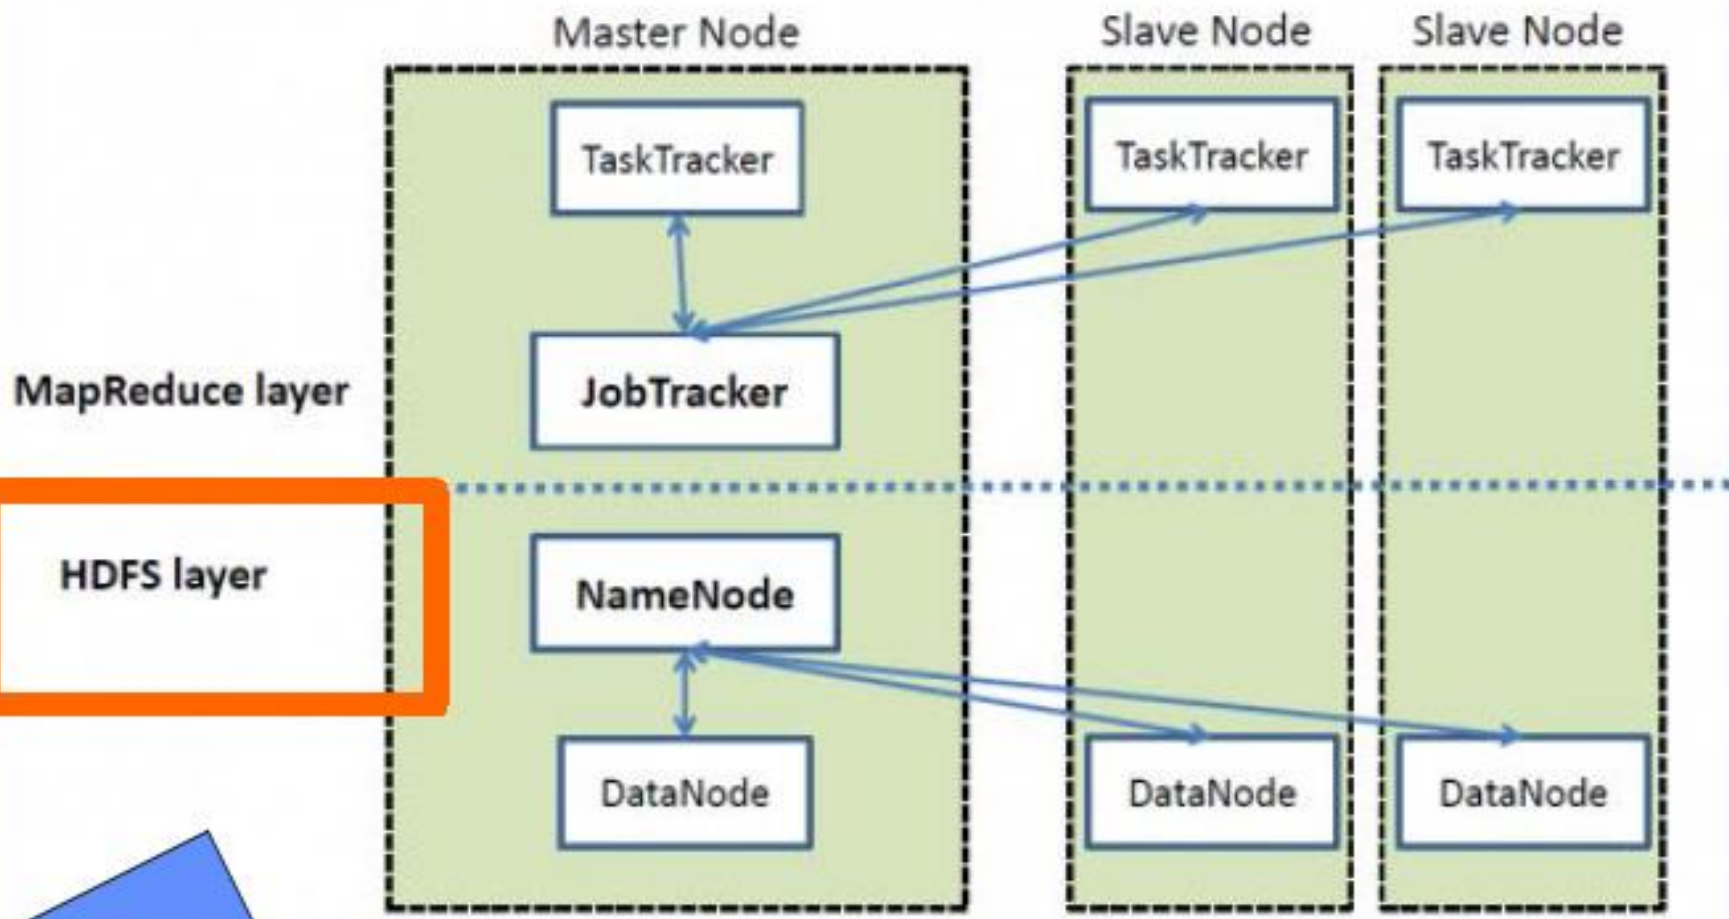 Master Node
Slave Node
Slave Node
TaskTracker
TaskTracker
TaskTracker
MapReduce layer
JobTracker
HDFS layer
NameNode
DataNode
DataNode
DataNode